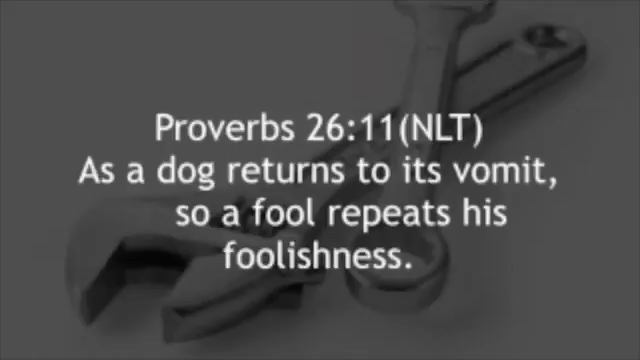 Proverbs 26:11(NLT)
As a dog returns to its vomit,
so a fool repeats his
foolishness.